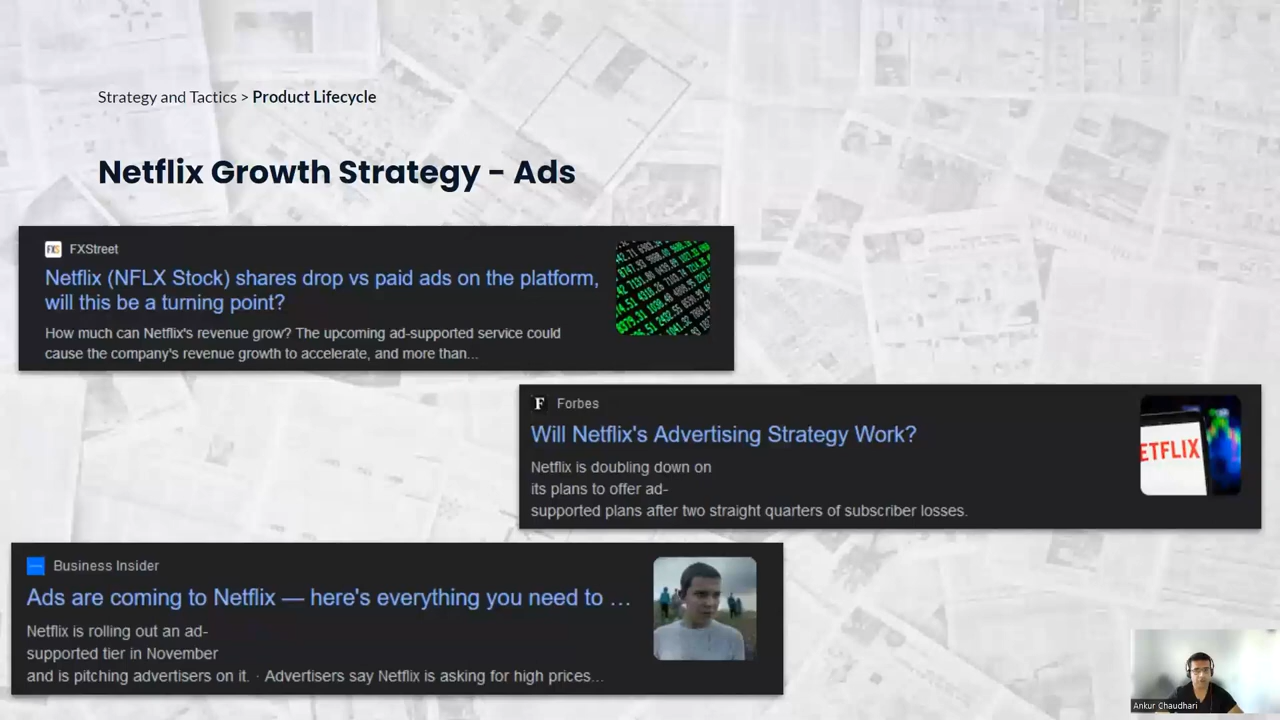 Strategy and Tactics > Product Lifecycle
Netflix Growth Strategy - Ads
FXS FXStreet
Netflix (NFLX Stock) shares drop vs paid ads on the platform,
will this be a turning point?
How much can Netflix's revenue grow? The upcoming ad-supported service could
cause the company's revenue growth to accelerate, and more than...
F Forbes
Will Netflix's Advertising Strategy Work?
Netflix is doubling down on
its plans to offer ad-
supported plans after two straight quarters of subscriber losses.
ETFLIX
Business Insider
Ads are coming to Netflix — here's everything you need to ...
Netflix is rolling out an ad-
supported tier in November
and is pitching advertisers on it. · Advertisers say Netflix is asking for high prices...
Ankur Chaudhari